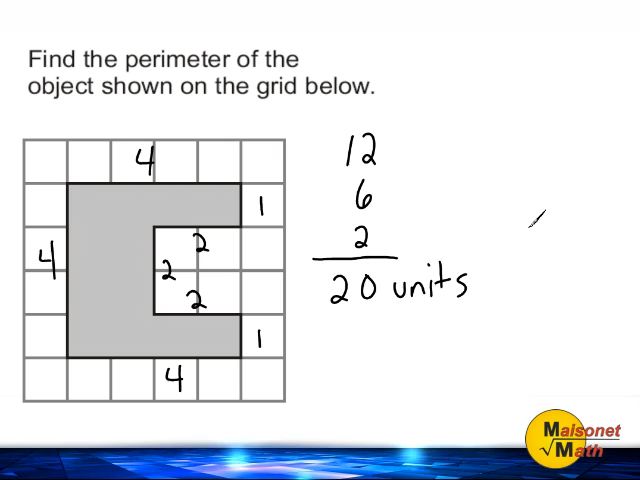 Find the perimeter of the
object shown on the grid below.
4
1
4
2
2
2
1
4
12
6
2
20 units
Maisonet
√Math